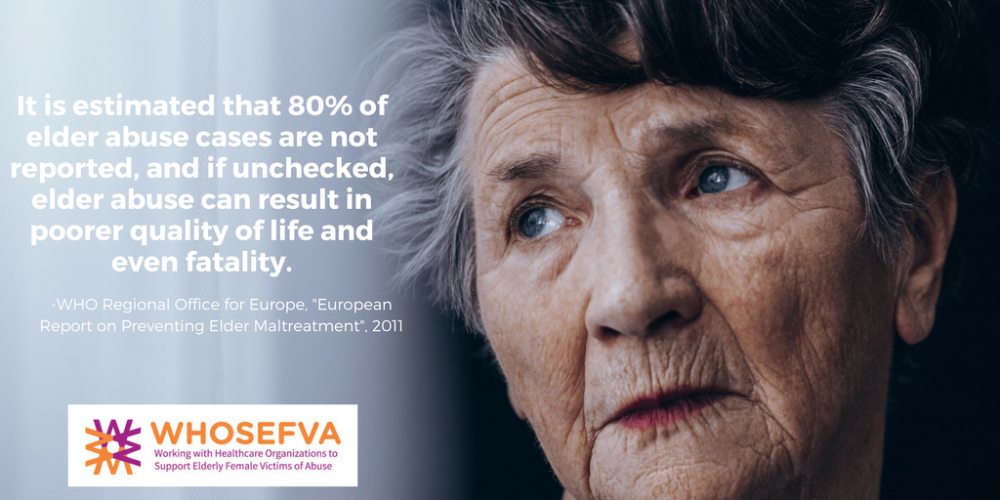 It is estimated that 80% of
elder abuse cases are not
reported, and if unchecked,
elder abuse can result in
poorer quality of life and
even fatality.
-WHO Regional Office for Europe, "European
Report on Preventing Elder Maltreatment", 2011
WHOSEFVA
Working with Healthcare Organizations to
Support Elderly Female Victims of Abuse